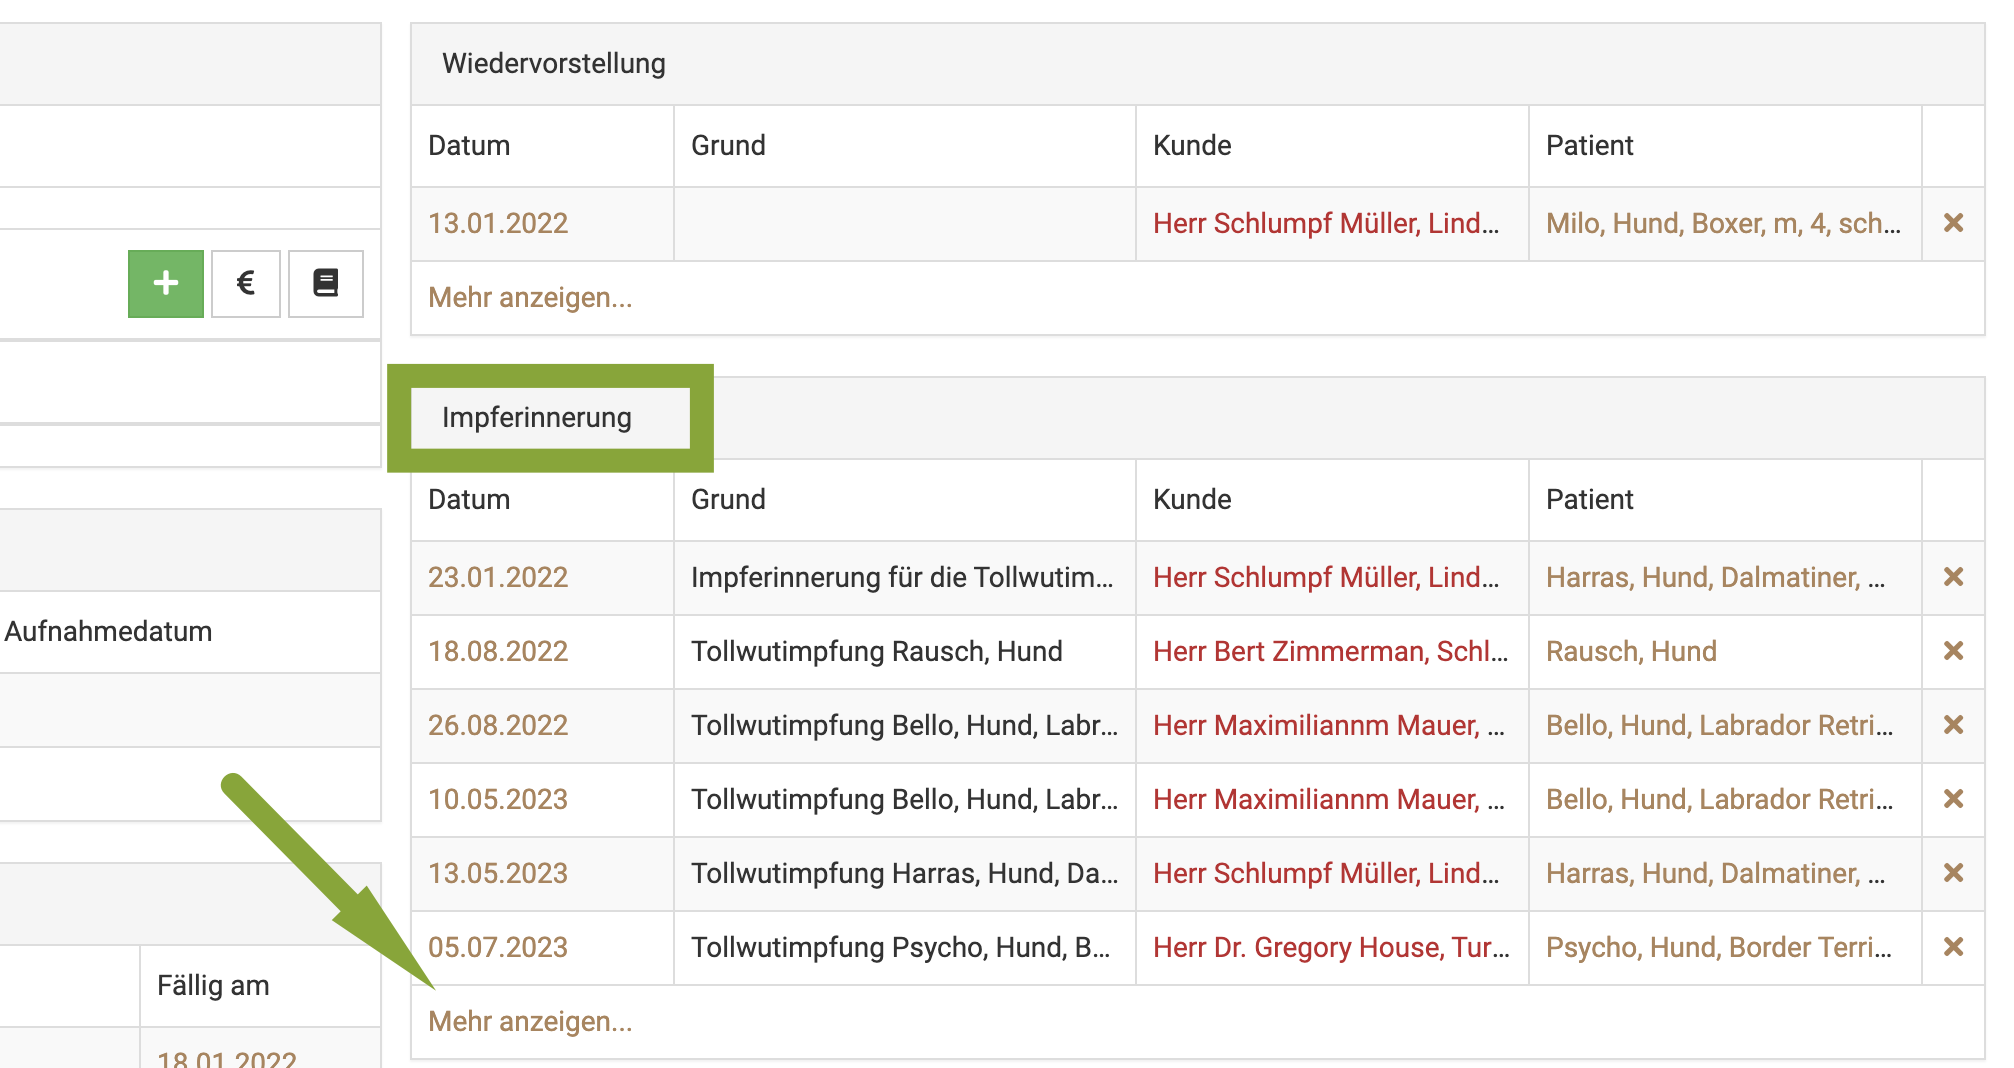 Wiedervorstellung
Datum Grund Kunde Patient
13.01.2022 Herr Schlumpf Müller, Lind... Milo, Hund, Boxer, m, 4, sch...
Mehr anzeigen...
€
Impferinnerung
Datum Grund Kunde Patient
23.01.2022 Impferinnerung für die Tollwutim... Herr Schlumpf Müller, Lind... Harras, Hund, Dalmatiner, ...
18.08.2022 Tollwutimpfung Rausch, Hund Herr Bert Zimmerman, Schl... Rausch, Hund
26.08.2022 Tollwutimpfung Bello, Hund, Labr... Herr Maximiliannm Mauer, ... Bello, Hund, Labrador Retri...
10.05.2023 Tollwutimpfung Bello, Hund, Labr... Herr Maximiliannm Mauer, ... Bello, Hund, Labrador Retri...
13.05.2023 Tollwutimpfung Harras, Hund, Da... Herr Schlumpf Müller, Lind... Harras, Hund, Dalmatiner, ...
05.07.2023 Tollwutimpfung Psycho, Hund, B... Herr Dr. Gregory House, Tur... Psycho, Hund, Border Terri...
Mehr anzeigen...
Aufnahmedatum
Fällig am
18.01.2022